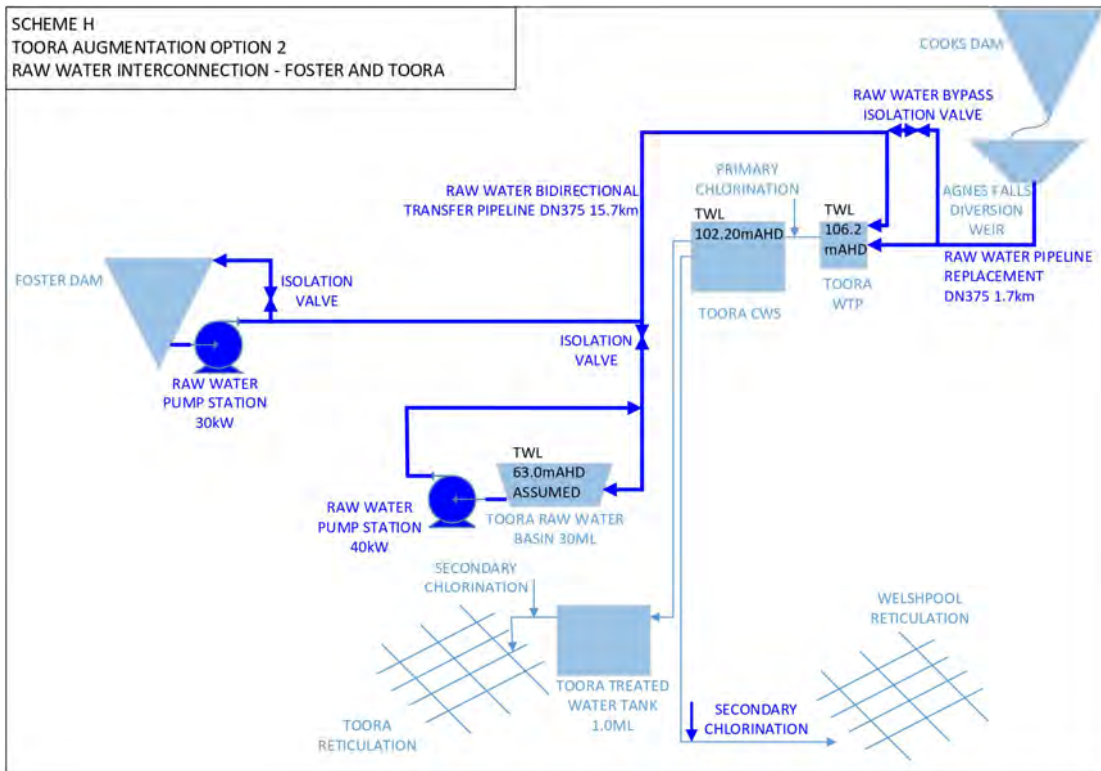 SCHEME H
TOORA AUGMENTATION OPTION 2
RAW WATER INTERCONNECTION - FOSTER AND TOORA
COOKS DAM
RAW WATER BYPASS
ISOLATION VALVE
PRIMARY
CHLORINATION
RAW WATER BIDIRECTIONAL
TRANSFER PIPELINE DN375 15.7km
AGNES FALLS
DIVERSION
WEIR
TWL
102.20mAHD
TWL
106.2
mAHD
RAW WATER PIPELINE
REPLACEMENT
DN375 1.7km
TOORA
WTP
TOORA CWS
FOSTER DAM
ISOLATION
VALVE
ISOLATION
VALVE
RAW WATER
PUMP STATION
30kW
TWL
63.0mAHD
ASSUMED
RAW WATER
PUMP STATION
40kW
TOORA RAW WATER
BASIN 30ML
SECONDARY
CHLORINATION
WELSHPOOL
RETICULATION
TOORA TREATED
WATER TANK
1.0ML
TOORA
RETICULATION
SECONDARY
CHLORINATION